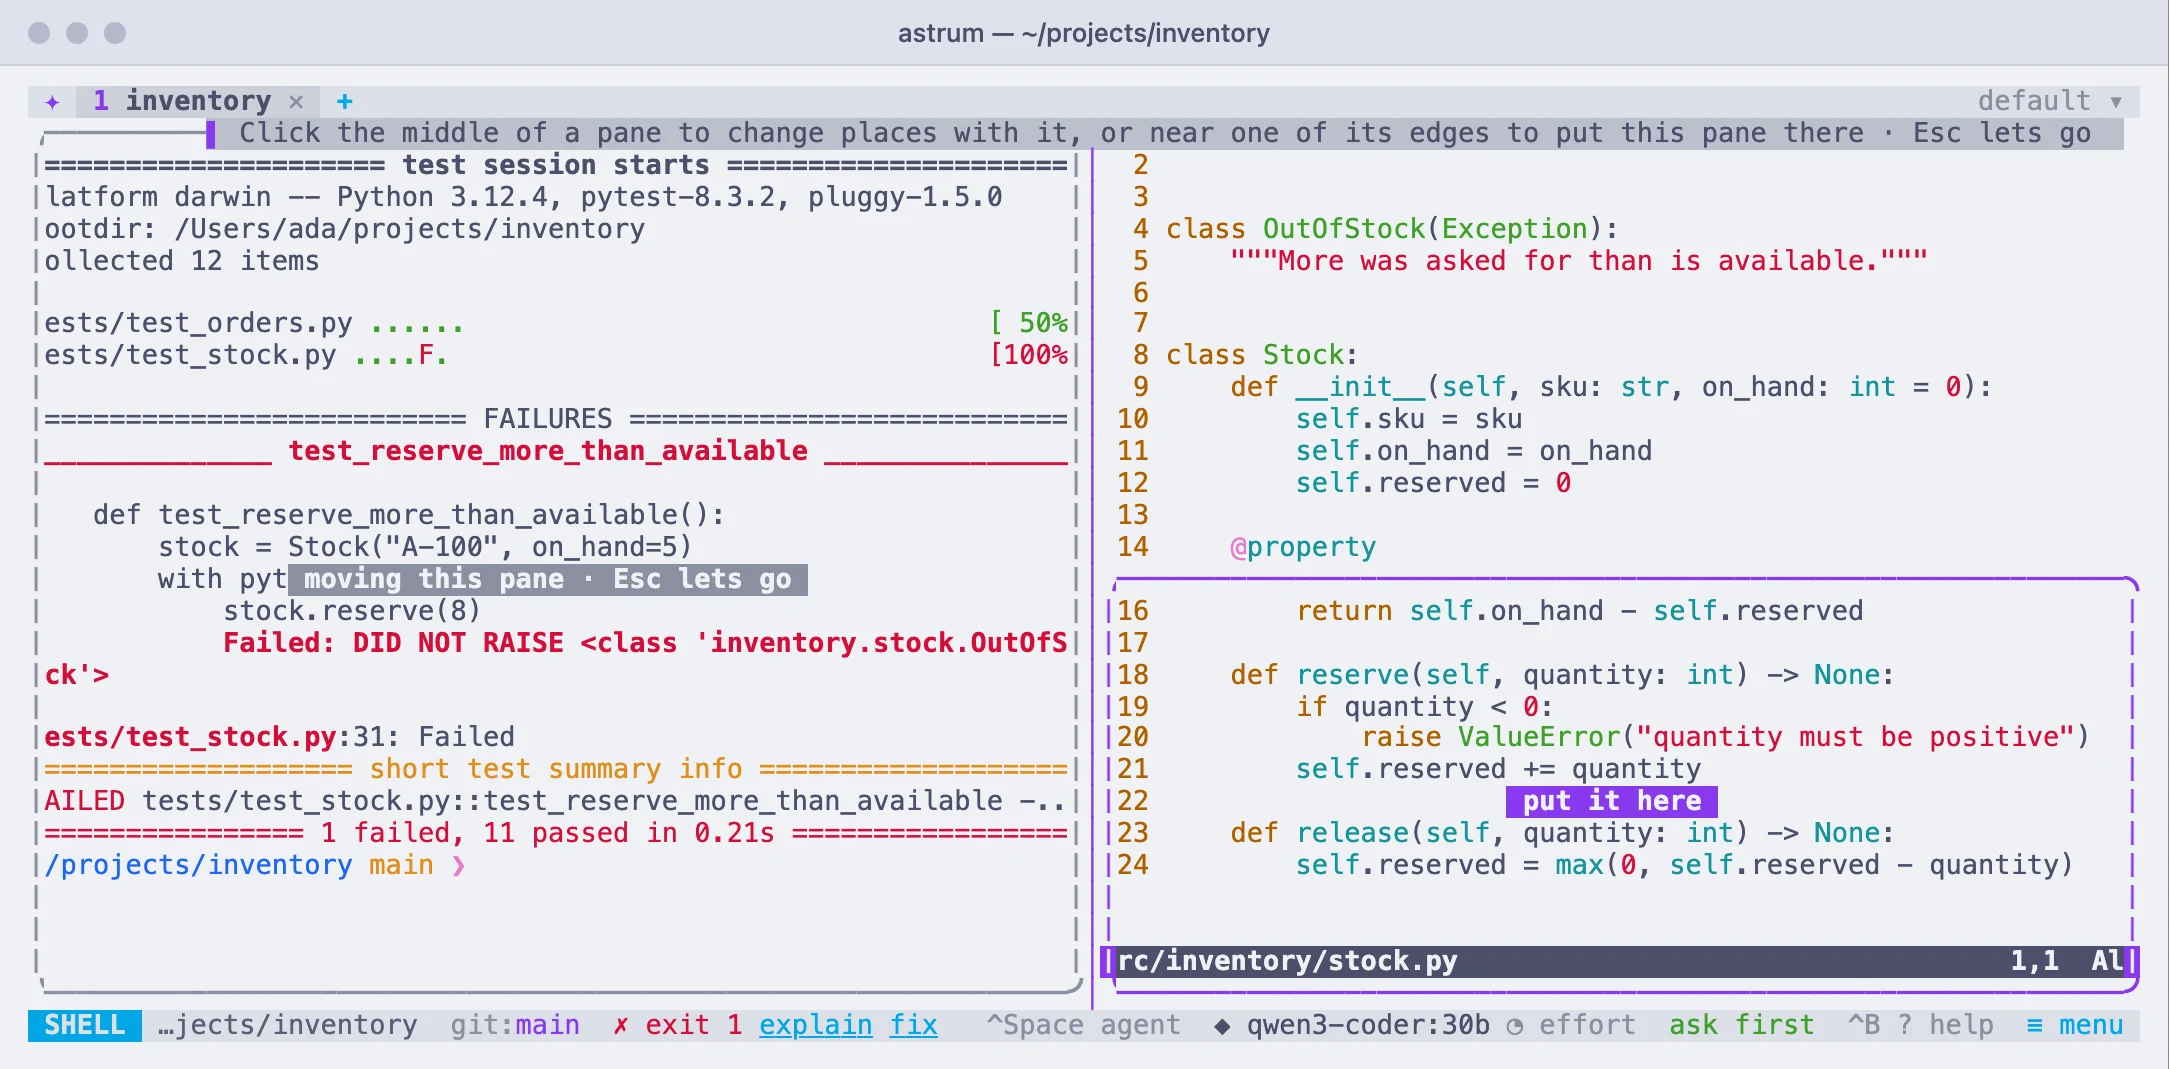 astrum — ~/projects/inventory
✦ 1 inventory × + default ▾
Click the middle of a pane to change places with it, or near one of its edges to put this pane there · Esc lets go
===================== test session starts =====================
latform darwin -- Python 3.12.4, pytest-8.3.2, pluggy-1.5.0
ootdir: /Users/ada/projects/inventory
ollected 12 items
ests/test_orders.py ...... [ 50%
ests/test_stock.py ....F. [100%
========================== FAILURES ===========================
______________ test_reserve_more_than_available _______________
def test_reserve_more_than_available():
stock = Stock("A-100", on_hand=5)
with pyt moving this pane · Esc lets go
stock.reserve(8)
Failed: DID NOT RAISE <class 'inventory.stock.OutOfS
ck'>
ests/test_stock.py:31: Failed
=================== short test summary info ===================
AILED tests/test_stock.py::test_reserve_more_than_available -..
================ 1 failed, 11 passed in 0.21s =================
/projects/inventory main ❯
2
3
4 class OutOfStock(Exception):
5 """More was asked for than is available."""
6
7
8 class Stock:
9 def __init__(self, sku: str, on_hand: int = 0):
10 self.sku = sku
11 self.on_hand = on_hand
12 self.reserved = 0
13
14 @property
16 return self.on_hand - self.reserved
17
18 def reserve(self, quantity: int) -> None:
19 if quantity < 0:
20 raise ValueError("quantity must be positive")
21 self.reserved += quantity
22 put it here
23 def release(self, quantity: int) -> None:
24 self.reserved = max(0, self.reserved - quantity)
rc/inventory/stock.py 1,1 Al
SHELL …jects/inventory git:main ✗ exit 1 explain fix ^Space agent ◆ qwen3-coder:30b ◔ effort ask first ^B ? help ≡ menu